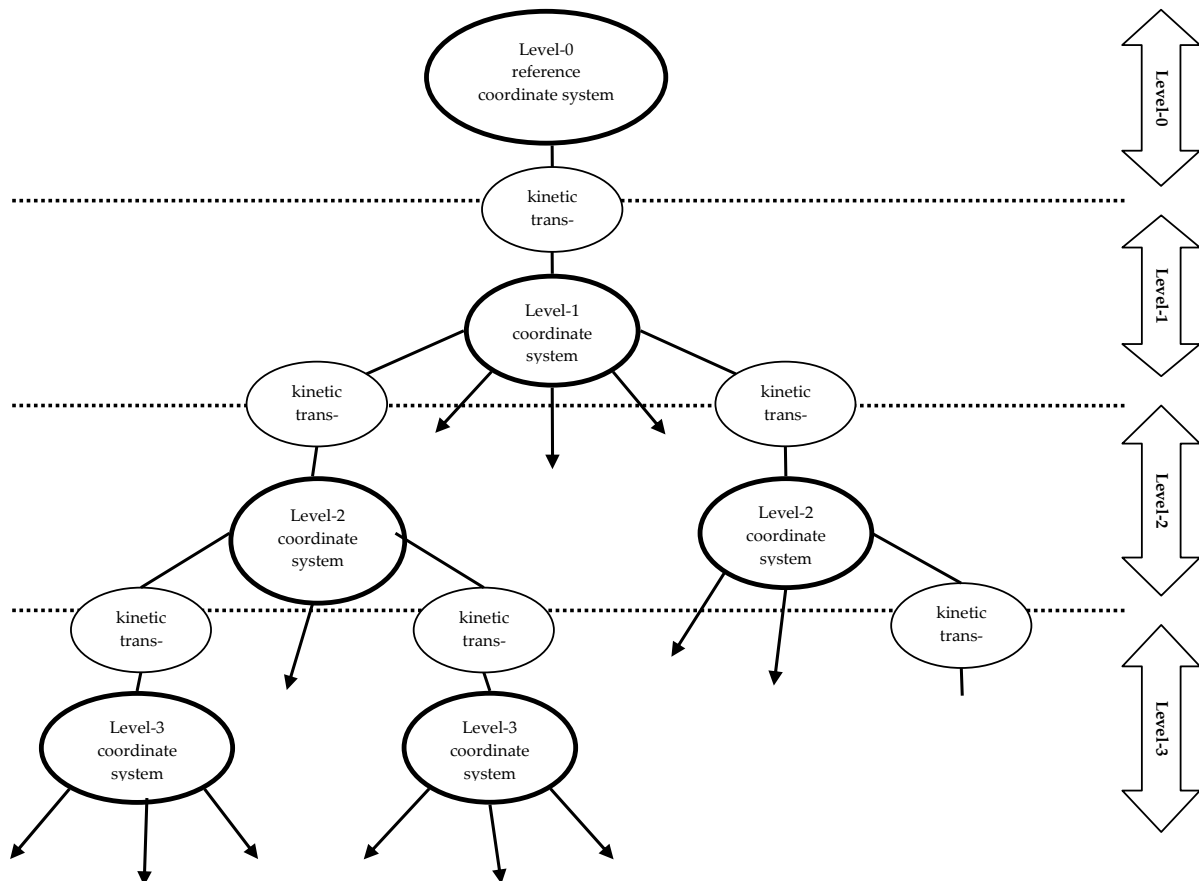 Level-0
reference
coordinate system
Level-0
kinetic
trans-
Level-1
coordinate
system
Level-1
kinetic
trans-
kinetic
trans-
Level-2
coordinate
system
Level-2
coordinate
system
Level-2
kinetic
trans-
kinetic
trans-
kinetic
trans-
Level-3
coordinate
system
Level-3
coordinate
system
Level-3